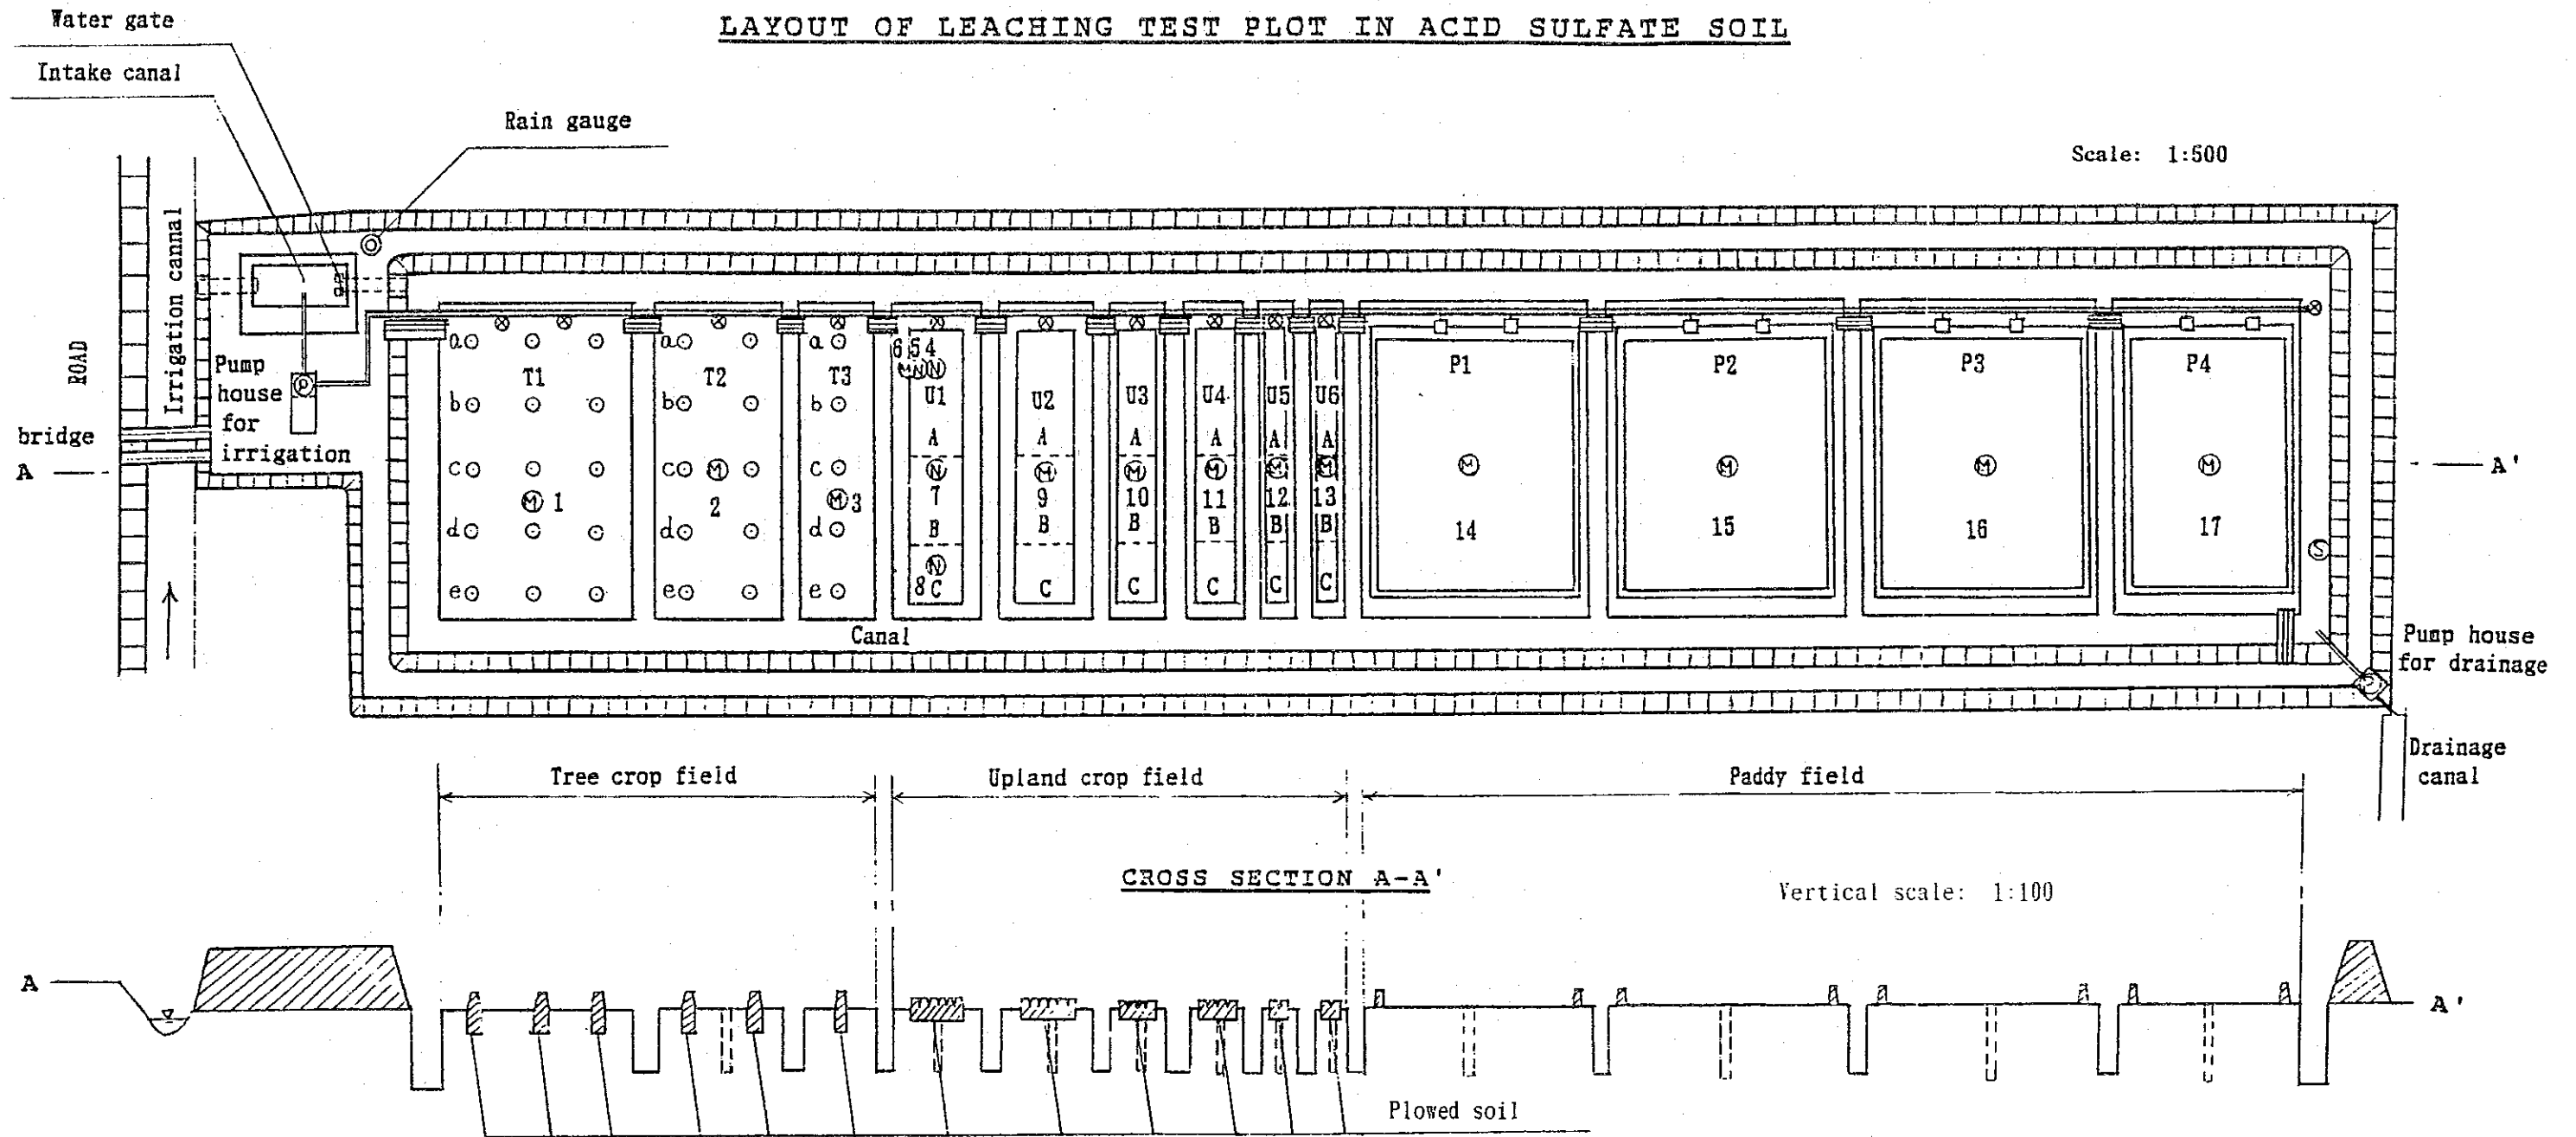 LAYOUT OF LEACHING TEST PLOT IN ACID SULFATE SOIL
Water gate
Intake canal
Rain gauge
Scale: 1:500
ROAD
Irrigation cannal
Pump
house
for
irrigation
bridge
A
A'
P
a
b
c
d
e
T1
M 1
a
b
c
d
e
T2
M
2
a
b
c
d
e
T3
M 3
6 5 4
M N N
U1
A
N
7
B
N
8 C
U2
A
M
9
B
C
U3
A
M
10
B
C
U4
A
M
11
B
C
U5
A
M
12
B
C
U6
A
M
13
B
C
P1
M
14
P2
M
15
P3
M
16
P4
M
17
S
Canal
Pump house
for drainage
P
Drainage
canal
Tree crop field
Upland crop field
Paddy field
CROSS SECTION A-A'
Vertical scale: 1:100
A
A'
Plowed soil